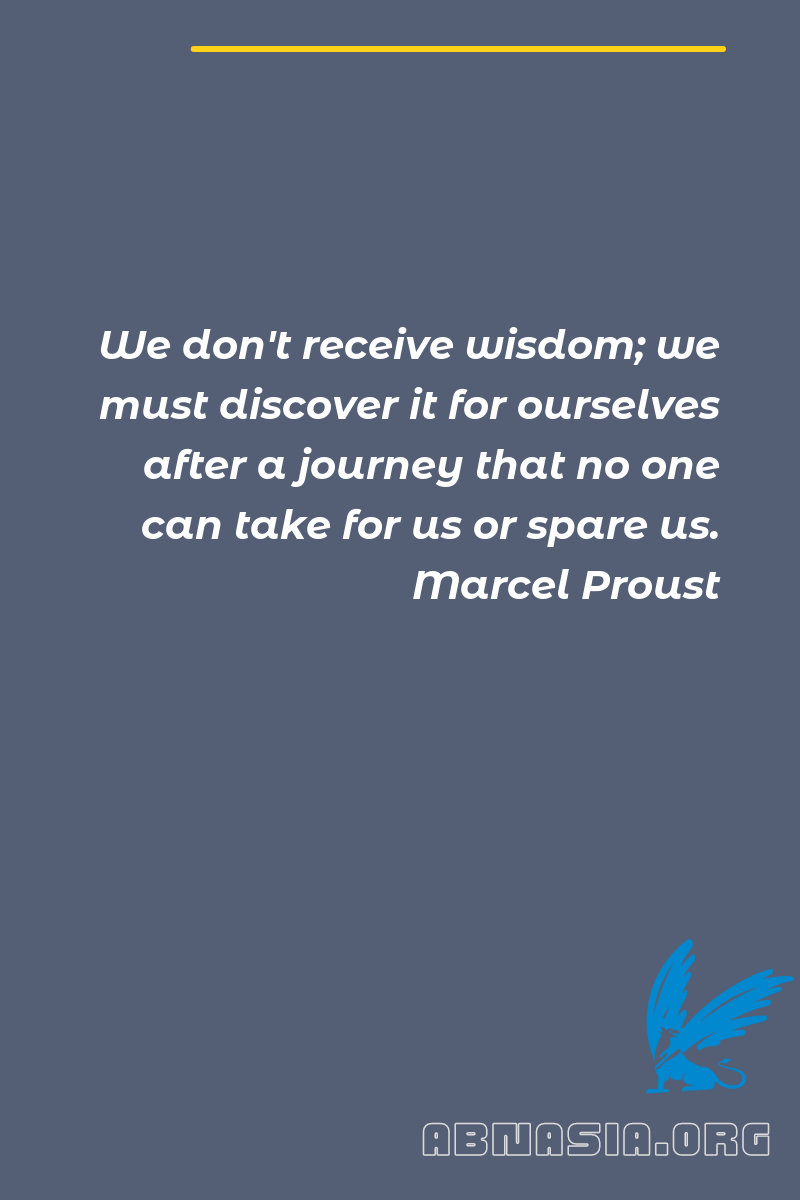 We don't receive wisdom; we
must discover it for ourselves
after a journey that no one
can take for us or spare us.
Marcel Proust
ABNASIA.ORG